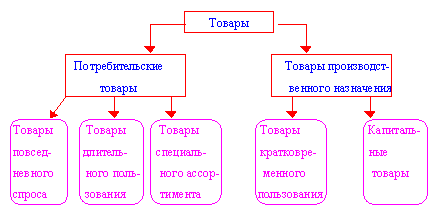 Товары
Потребительские
товары
Товары производст-
венного назначения
Товары
повсед-
невного
спроса
Товары
длитель-
ного поль-
зования
Товары
специаль-
ного ассор-
тимента
Товары
кратковре-
менного
пользования
Капиталь-
ные
товары